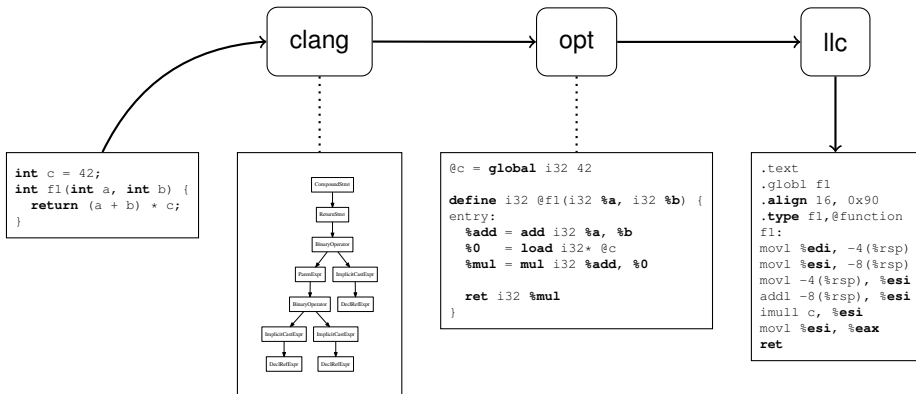 clang
opt
llc
int c = 42;
int f1(int a, int b) {
  return (a + b) * c;
}
CompoundStmt
ReturnStmt
BinaryOperator
ParenExpr ImplicitCastExpr
BinaryOperator DeclRefExpr
ImplicitCastExpr ImplicitCastExpr
DeclRefExpr DeclRefExpr
@c = global i32 42
define i32 @f1(i32 %a, i32 %b) {
entry:
  %add = add i32 %a, %b
  %0   = load i32* @c
  %mul = mul i32 %add, %0
  ret i32 %mul
}
.text
.globl f1
.align 16, 0x90
.type f1,@function
f1:
movl %edi, -4(%rsp)
movl %esi, -8(%rsp)
movl -4(%rsp), %esi
addl -8(%rsp), %esi
imull c, %esi
movl %esi, %eax
ret